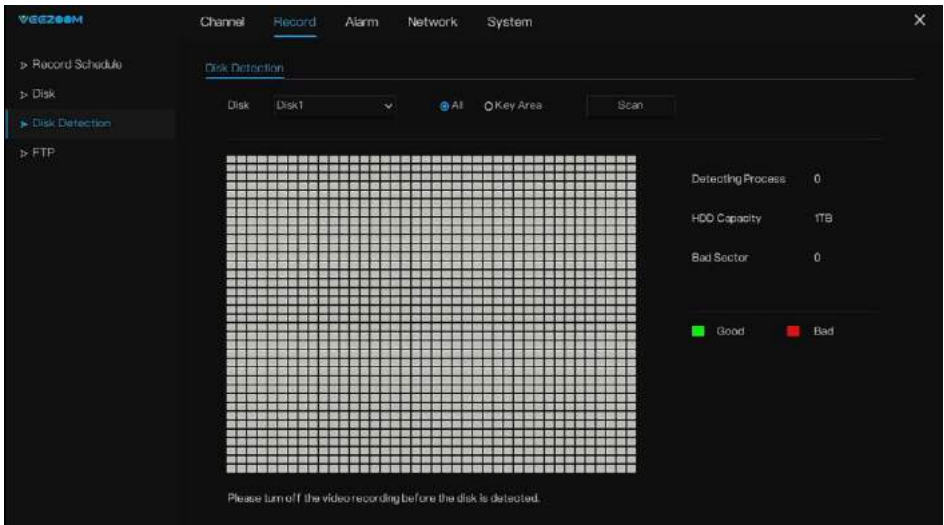 VEEZOOM Channel Record Alarm Network System
Record Schedule
Disk
Disk Detection
FTP
Disk Detection
Disk Disk1 All Key Area Scan
Detecting Process 0
HDD Capacity 1TB
Bad Sector 0
Good Bad
Please turn off the video recording before the disk is detected.